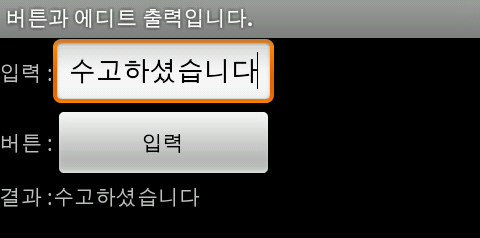 버튼과 에디트 출력입니다.
입력 : 수고하셨습니다
버튼 : 입력
결과 :수고하셨습니다